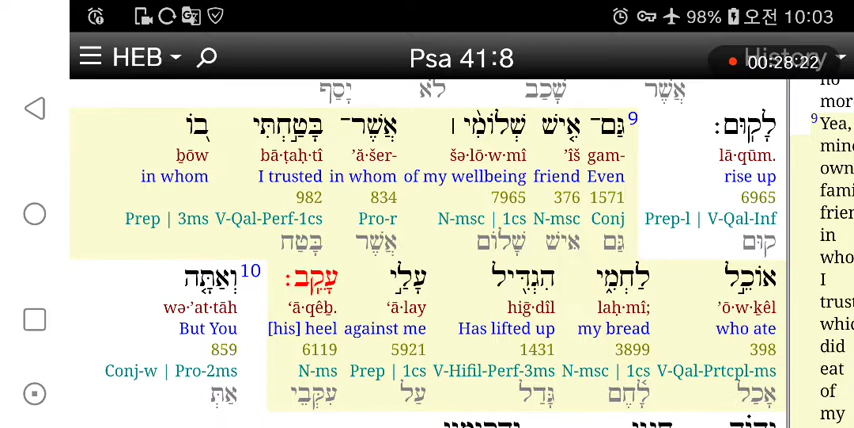 98% 오전 10:03
HEB Psa 41:8 History
00:28:22
אֲשֶׁר שָׁכַב לֹא יָסַף
לָקֽוּם׃ 9 גַּם־ אִ֤ישׁ שְׁלוֹמִ֨י ׀ אֲשֶׁר־ בָּטַ֣חְתִּי ב֭וֹ
lā·qūm. gam- ’îš šə·lō·w·mî ’ă·šer- bā·ṭaḥ·tî ḇōw
rise up Even friend of my wellbeing in whom I trusted in whom
6965 1571 376 7965 834 982
Prep-l | V-Qal-Inf Conj N-msc N-msc | 1cs Pro-r V-Qal-Perf-1cs Prep | 3ms
קוּם גַּם אִישׁ שָׁלוֹם אֲשֶׁר בָּטַח
אוֹכֵ֣ל לַחְמִ֑י הִגְדִּ֖יל עָלַ֣י עָקֵֽב׃ 10 וְאַתָּ֤ה
’ō·w·ḵêl laḥ·mî; hiḡ·dîl ‘ā·lay ‘ā·qêḇ. wə·’at·tāh
who ate my bread Has lifted up against me [his] heel But You
398 3899 1431 5921 6119 859
V-Qal-Prtcpl-ms N-msc | 1cs V-Hifil-Perf-3ms Prep | 1cs N-ms Conj-w | Pro-2ms
אָכַל לֶחֶם גָּדַל עַל עִקְּבֵי אַתְּ
no
mor
9 Yea,
mine
own
fami
frien
in
who
I
trust
whic
did
eat
of
my